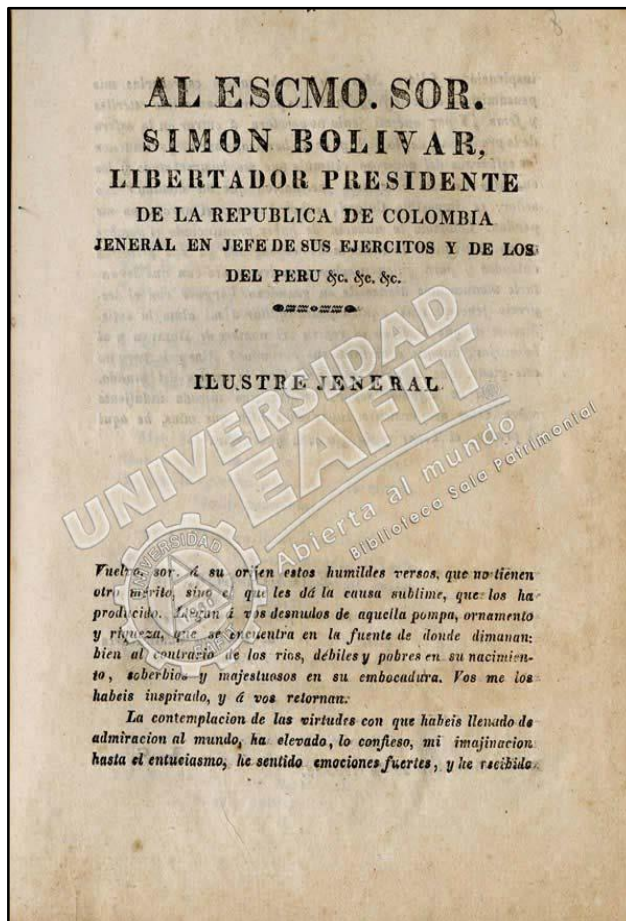 AL ESCMO. SOR.
SIMON BOLIVAR,
LIBERTADOR PRESIDENTE
DE LA REPUBLICA DE COLOMBIA
JENERAL EN JEFE DE SUS EJERCITOS Y DE LOS
DEL PERU &c. &c. &c.
ILUSTRE JENERAL
UNIVERSIDAD
EAFIT
Abierta al mundo
Biblioteca Sala Patrimonial
UNIVERSIDAD
Vuelvo, sor. á su orijen estos humildes versos, que no tienen
otro mérito, sino el que les dá la causa sublime, que los ha
producido. Llegan á vos desnudos de aquella pompa, ornamento
y riqueza, que se encuentra en la fuente de donde dimanan:
bien al contrario de los rios, débiles y pobres en su nacimien-
to, soberbios y majestuosos en su embocadura. Vos me los
habeis inspirado, y á vos retornan.
La contemplacion de las virtudes con que habeis llenado de
admiracion al mundo, ha elevado, lo confieso, mi imajinacion
hasta el entuciasmo, he sentido emociones fuertes, y he recibido